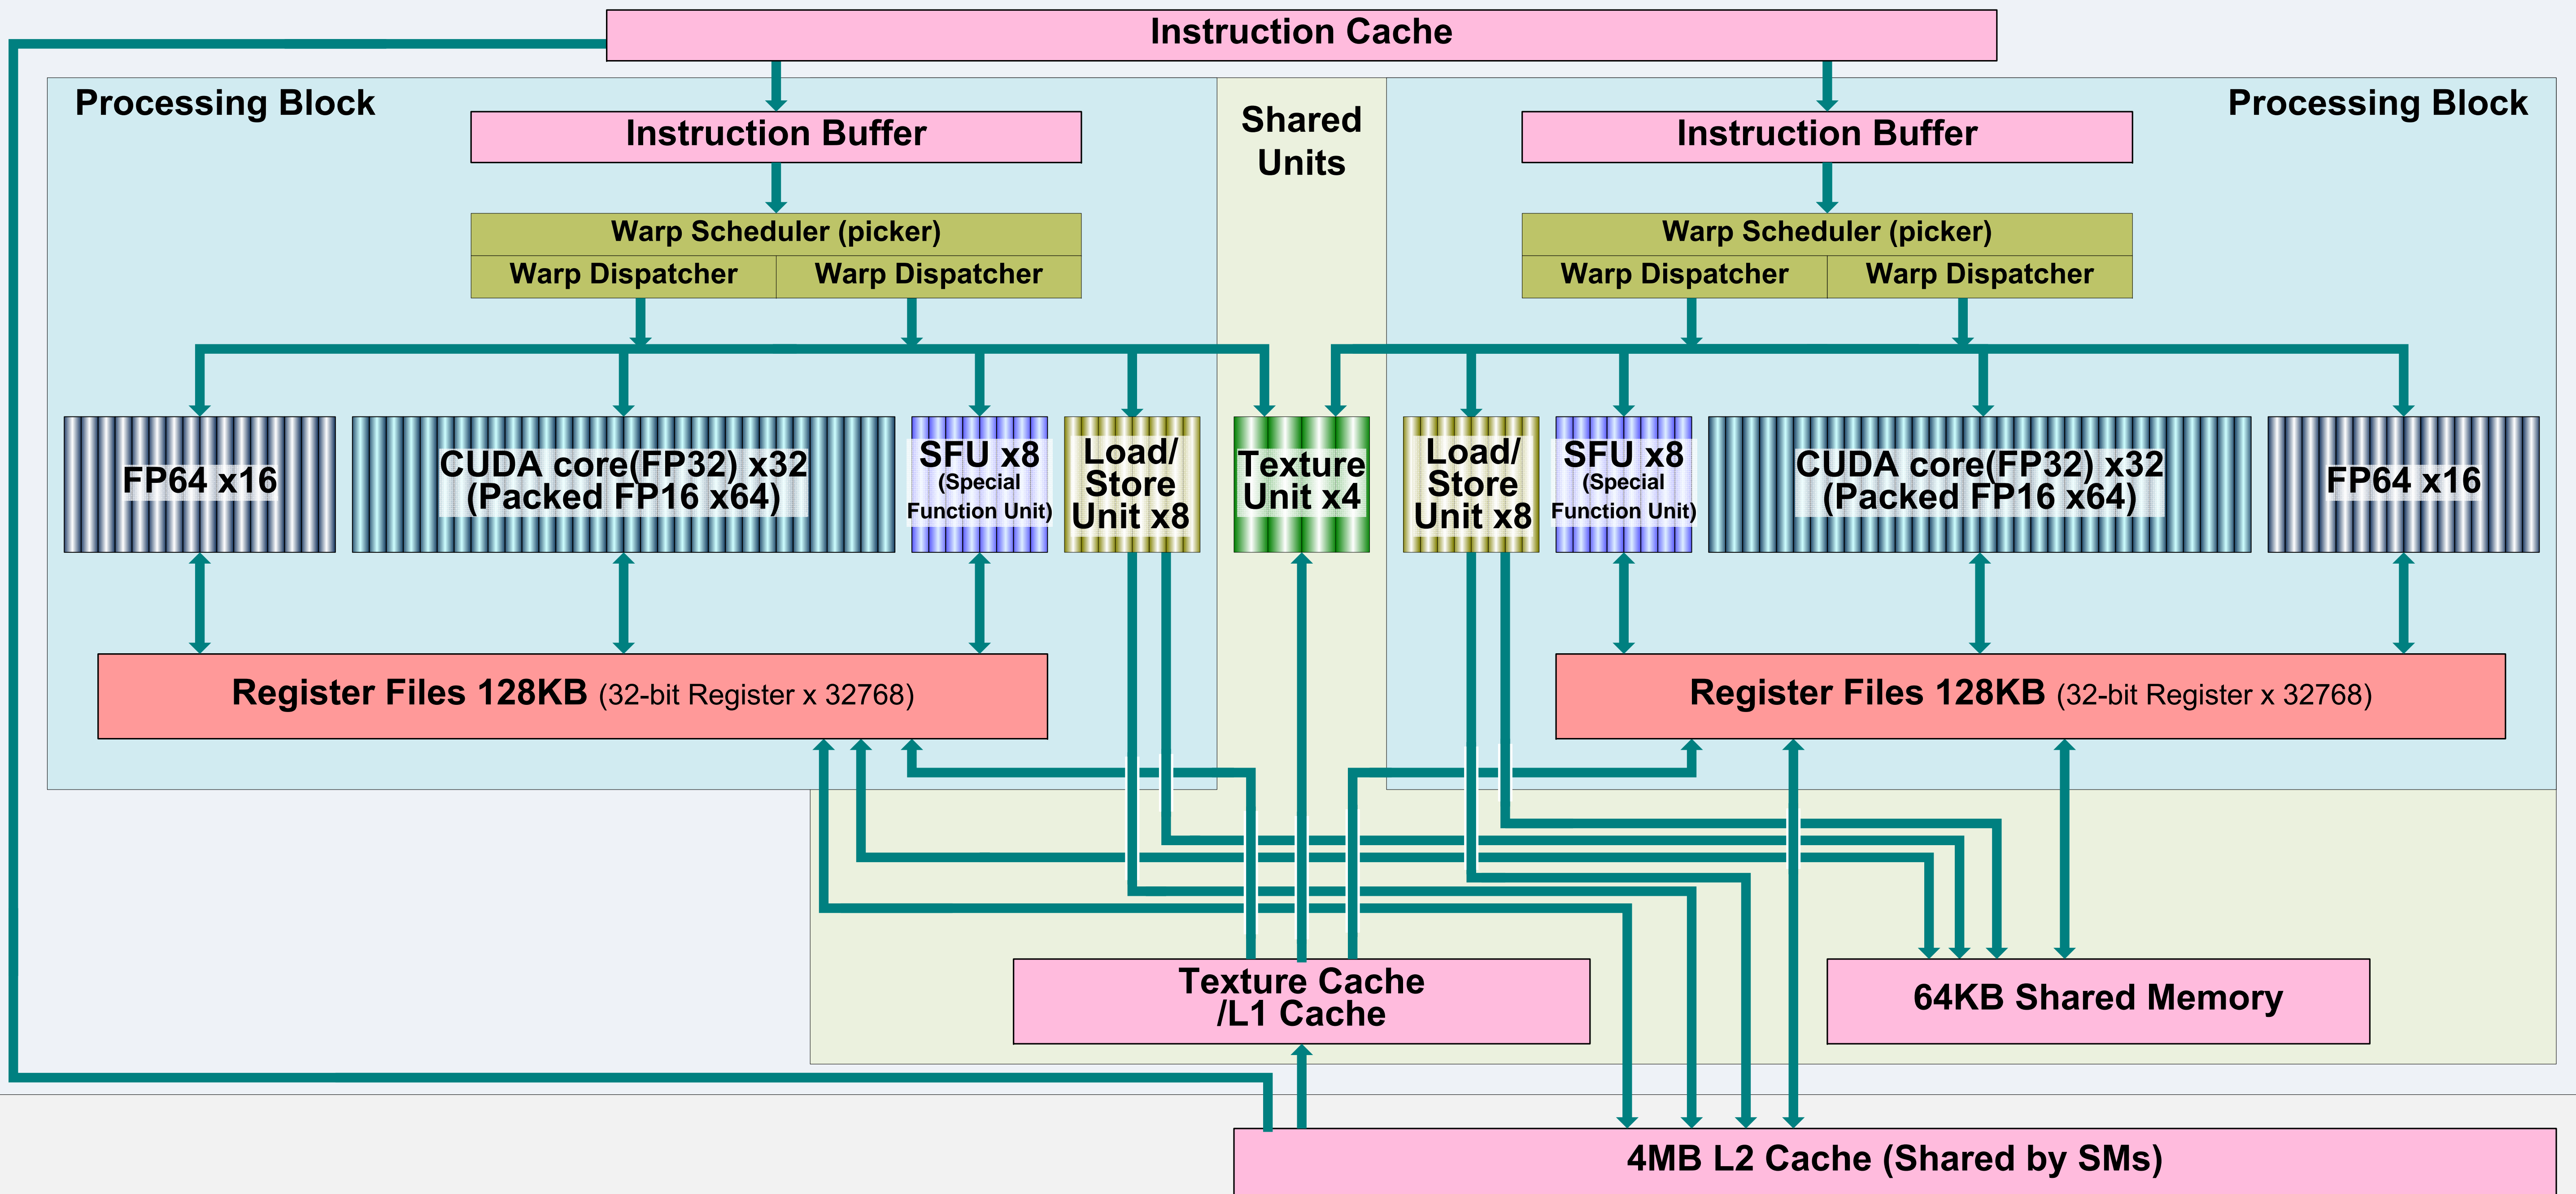 Instruction Cache
Processing Block
Shared
Units
Processing Block
Instruction Buffer
Instruction Buffer
Warp Scheduler (picker)
Warp Dispatcher
Warp Dispatcher
Warp Scheduler (picker)
Warp Dispatcher
Warp Dispatcher
FP64 x16
CUDA core(FP32) x32
(Packed FP16 x64)
SFU x8
(Special
Function Unit)
Load/
Store
Unit x8
Texture
Unit x4
Load/
Store
Unit x8
SFU x8
(Special
Function Unit)
CUDA core(FP32) x32
(Packed FP16 x64)
FP64 x16
Register Files 128KB (32-bit Register x 32768)
Register Files 128KB (32-bit Register x 32768)
Texture Cache
/L1 Cache
64KB Shared Memory
4MB L2 Cache (Shared by SMs)